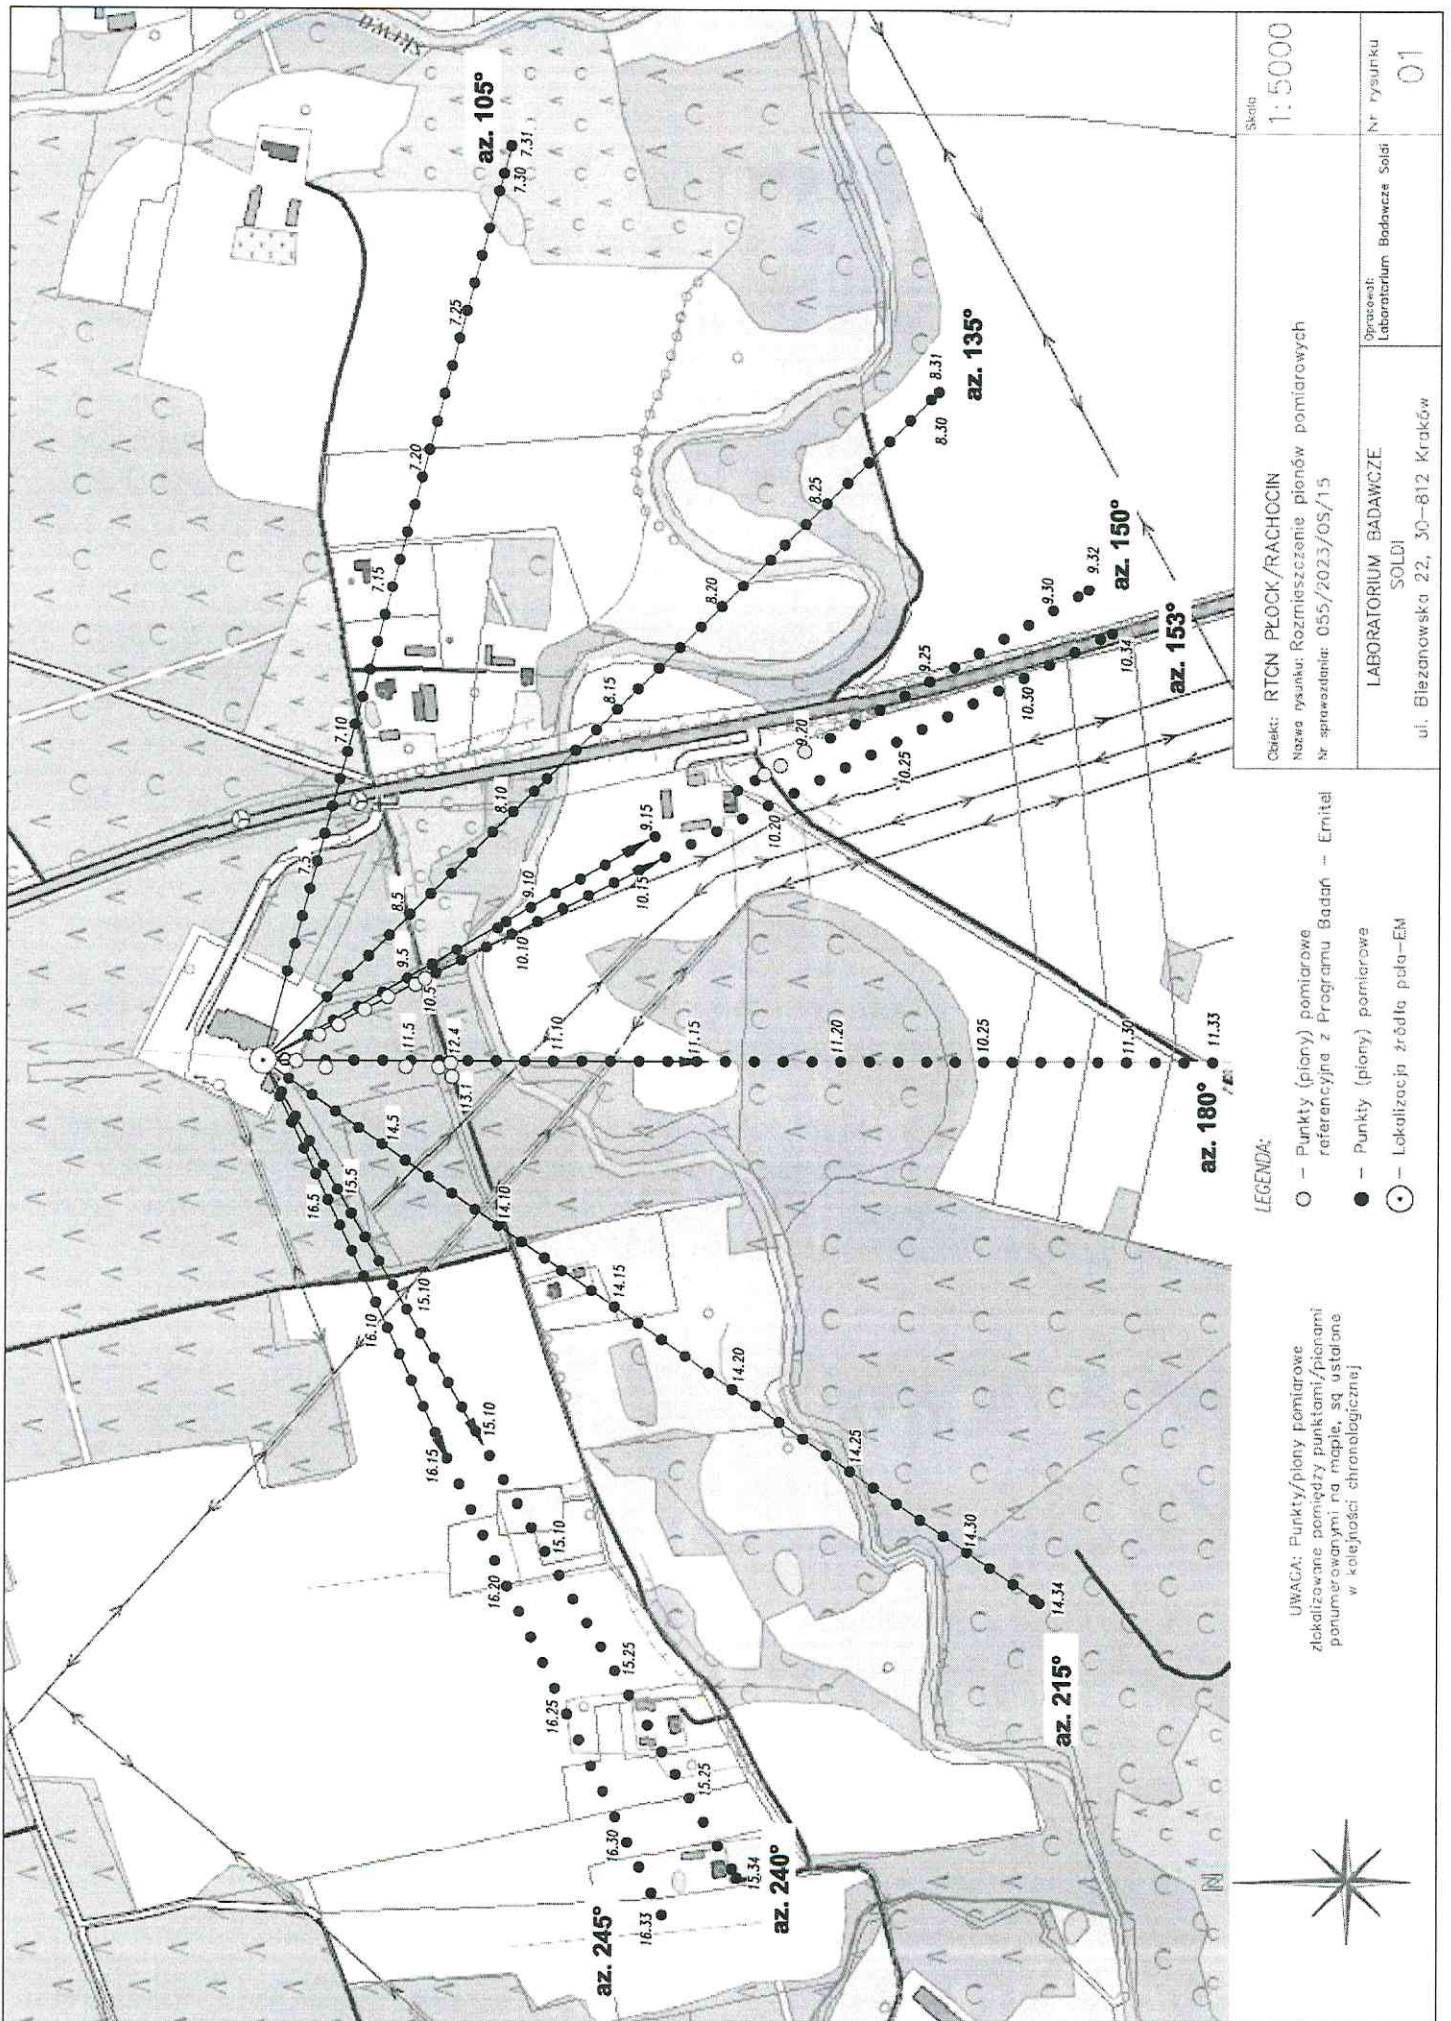 SKRWA
az. 105°
7.31
7.30
7.25
7.20
7.15
7.10
7.5
az. 135°
8.31
8.30
8.25
8.20
8.15
8.10
8.5
az. 150°
9.32
9.30
9.25
9.20
9.15
9.10
9.5
az. 153°
10.34
10.30
10.25
10.20
10.15
10.10
10.5
az. 180°
11.33
11.30
10.25
11.20
11.15
11.10
11.5
12.4
13.1
az. 215°
14.34
14.30
14.25
14.20
14.15
14.10
14.5
az. 240°
15.34
15.25
15.25
15.10
15.10
15.10
15.5
az. 245°
16.33
16.30
16.25
16.20
16.15
16.10
16.5
N
UWAGA: Punkty/piony pomiarowe
zlokalizowane pomiędzy punktami/pionami
ponumerowanymi na mapie, są ustalone
w kolejności chronologicznej
LEGENDA:
– Punkty (piony) pomiarowe
referencyjne z Programu Badań – Emitel
– Punkty (piony) pomiarowe
– Lokalizacja źródła pola–EM
Obiekt: RTCN PŁOCK/RACHOCIN
Nazwa rysunku: Rozmieszczenie pionów pomiarowych
Nr sprawozdania: 055/2023/OŚ/15
Skala
1:5000
LABORATORIUM BADAWCZE
SOLDI
ul. Bieżanowska 22, 30–812 Kraków
Opracował:
Laboratorium Badawcze Soldi
Nr rysunku
01